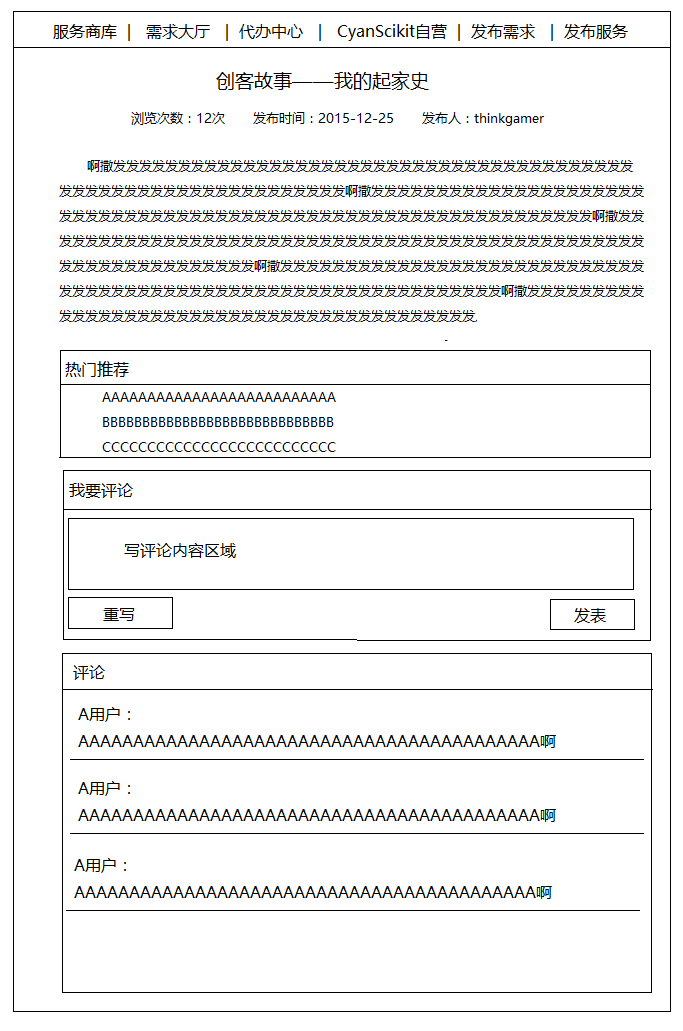 服务商库 | 需求大厅 | 代办中心 | CyanScikit自营 | 发布需求 | 发布服务
创客故事——我的起家史
浏览次数：12次 发布时间：2015-12-25 发布人：thinkgamer
啊撒发发发发发发发发发发发发发发发发发发发发发发发发发发发发发发发发发发发发发发发发
发发发发发发发发发发发发发发发发发发发发发发啊撒发发发发发发发发发发发发发发发发发发发发发
发发发发发发发发发发发发发发发发发发发发发发发发发发发发发发发发发发发发发发发发发啊撒发发
发发发发发发发发发发发发发发发发发发发发发发发发发发发发发发发发发发发发发发发发发发发发发
发发发发发发发发发发发发发发发啊撒发发发发发发发发发发发发发发发发发发发发发发发发发发发发
发发发发发发发发发发发发发发发发发发发发发发发发发发发发发发发发发发啊撒发发发发发发发发发
发发发发发发发发发发发发发发发发发发发发发发发发发发发发发发发发
热门推荐
AAAAAAAAAAAAAAAAAAAAAAAAAA
BBBBBBBBBBBBBBBBBBBBBBBBBBBBB
CCCCCCCCCCCCCCCCCCCCCCCCCC
我要评论
写评论内容区域
重写
发表
评论
A用户：
AAAAAAAAAAAAAAAAAAAAAAAAAAAAAAAAAAAAAAAAAA啊
A用户：
AAAAAAAAAAAAAAAAAAAAAAAAAAAAAAAAAAAAAAAAAA啊
A用户：
AAAAAAAAAAAAAAAAAAAAAAAAAAAAAAAAAAAAAAAAAA啊